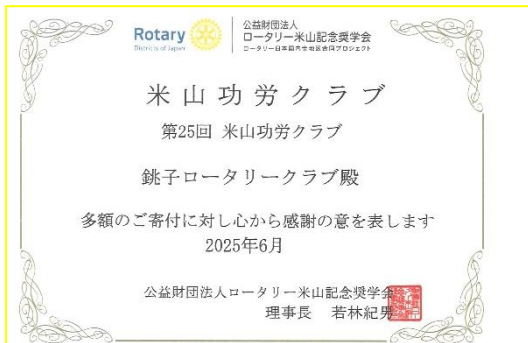 Rotary
Districts of Japan
公益財団法人
ロータリー米山記念奨学会
ロータリー日本国内全地区合同プロジェクト
米山功労クラブ
第25回 米山功労クラブ
銚子ロータリークラブ殿
多額のご寄付に対し心から感謝の意を表します
2025年6月
公益財団法人ロータリー米山記念奨学会
理事長 若林紀男